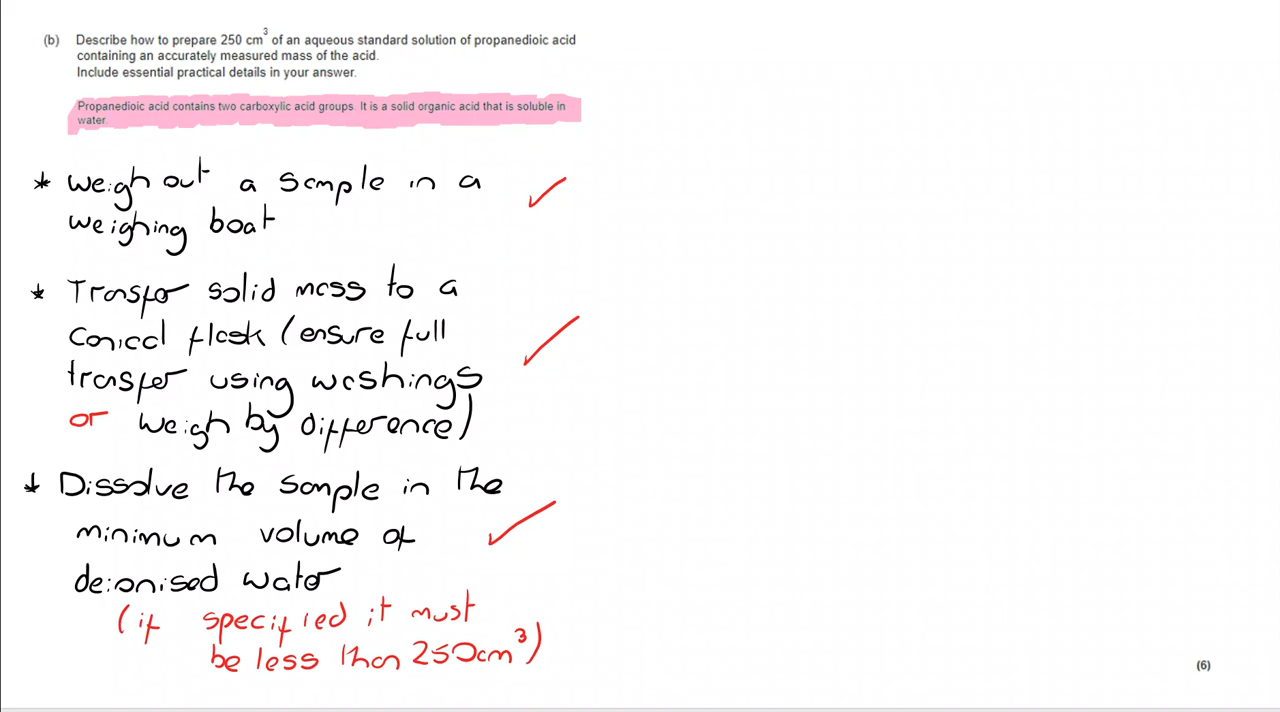 (b) Describe how to prepare 250 cm³ of an aqueous standard solution of propanedioic acid
containing an accurately measured mass of the acid.
Include essential practical details in your answer.
Propanedioic acid contains two carboxylic acid groups. It is a solid organic acid that is soluble in
water.
* Weigh out a sample in a
weighing boat
* Transfer solid mass to a
conical flask (ensure full
transfer using washings
or weigh by difference)
* Dissolve the sample in the
minimum volume of
deionised water
(if specified it must
be less than 250cm³)
(6)